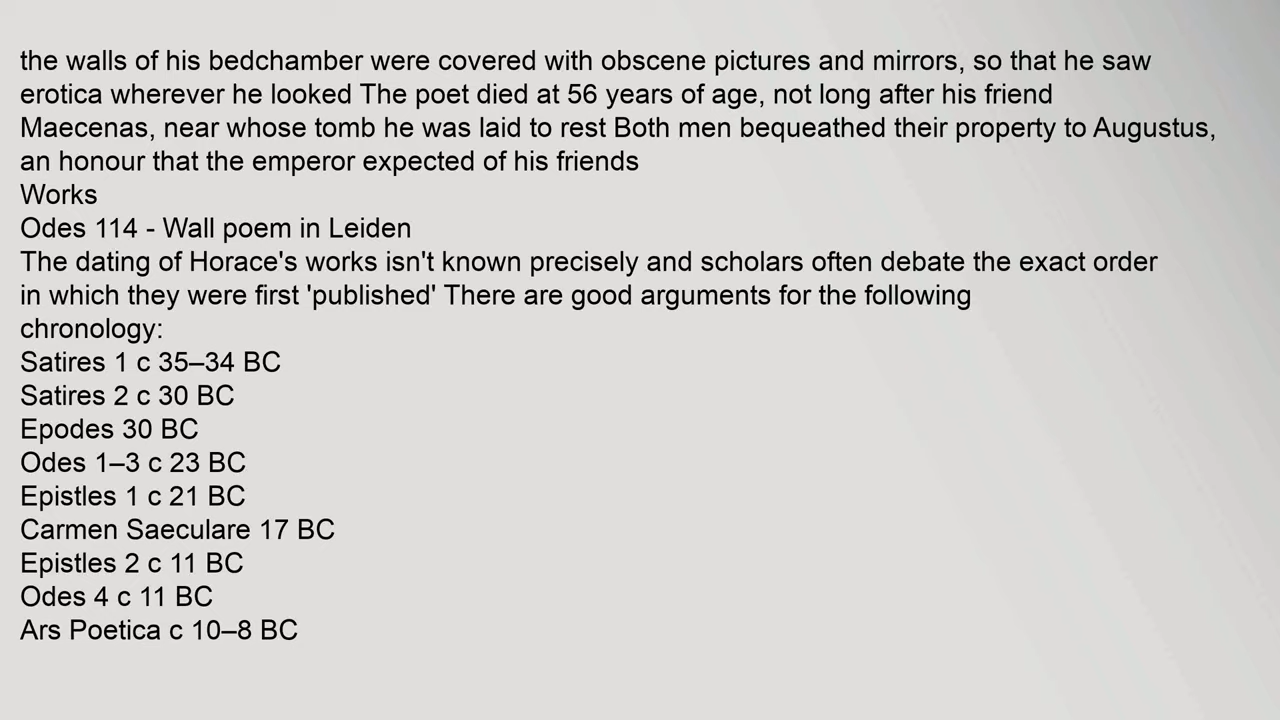 the walls of his bedchamber were covered with obscene pictures and mirrors, so that he saw
erotica wherever he looked The poet died at 56 years of age, not long after his friend
Maecenas, near whose tomb he was laid to rest Both men bequeathed their property to Augustus,
an honour that the emperor expected of his friends
Works
Odes 114 - Wall poem in Leiden
The dating of Horace's works isn't known precisely and scholars often debate the exact order
in which they were first 'published' There are good arguments for the following
chronology:
Satires 1 c 35–34 BC
Satires 2 c 30 BC
Epodes 30 BC
Odes 1–3 c 23 BC
Epistles 1 c 21 BC
Carmen Saeculare 17 BC
Epistles 2 c 11 BC
Odes 4 c 11 BC
Ars Poetica c 10–8 BC